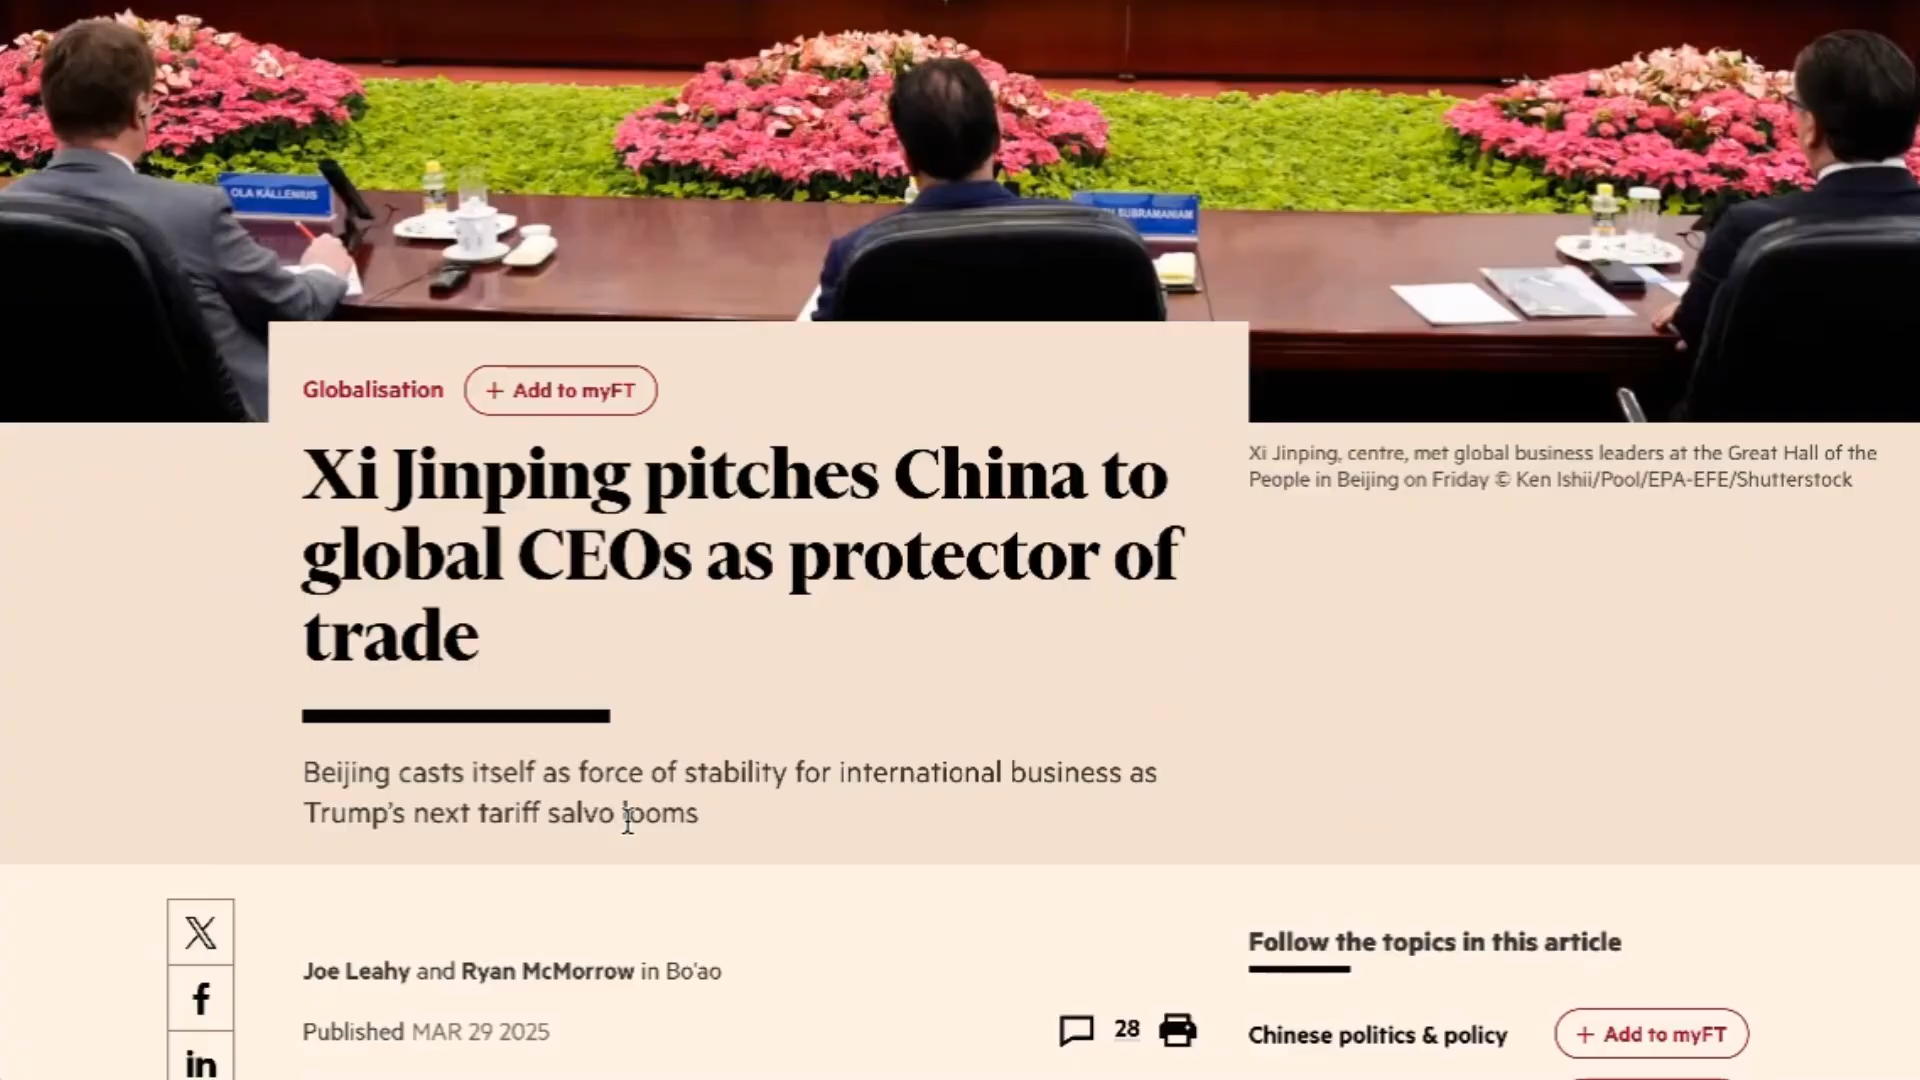 OLA KÄLLENIUS
SUBRAMANIAM
Globalisation
+ Add to myFT
Xi Jinping pitches China to
global CEOs as protector of
trade
Xi Jinping, centre, met global business leaders at the Great Hall of the
People in Beijing on Friday © Ken Ishii/Pool/EPA-EFE/Shutterstock
Beijing casts itself as force of stability for international business as
Trump's next tariff salvo looms
X
f
in
Joe Leahy and Ryan McMorrow in Bo'ao
Published MAR 29 2025
28
Follow the topics in this article
Chinese politics & policy
+ Add to myFT